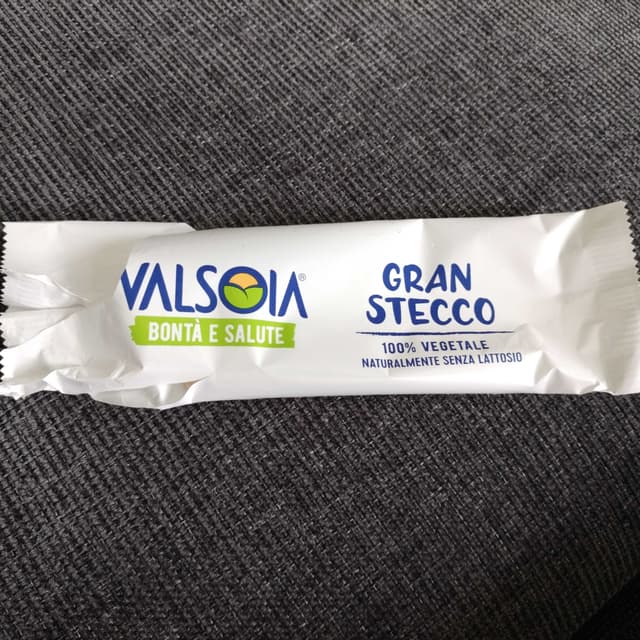 VALSOIA®
BONTÀ E SALUTE
GRAN
STECCO
100% VEGETALE
NATURALMENTE SENZA LATTOSIO